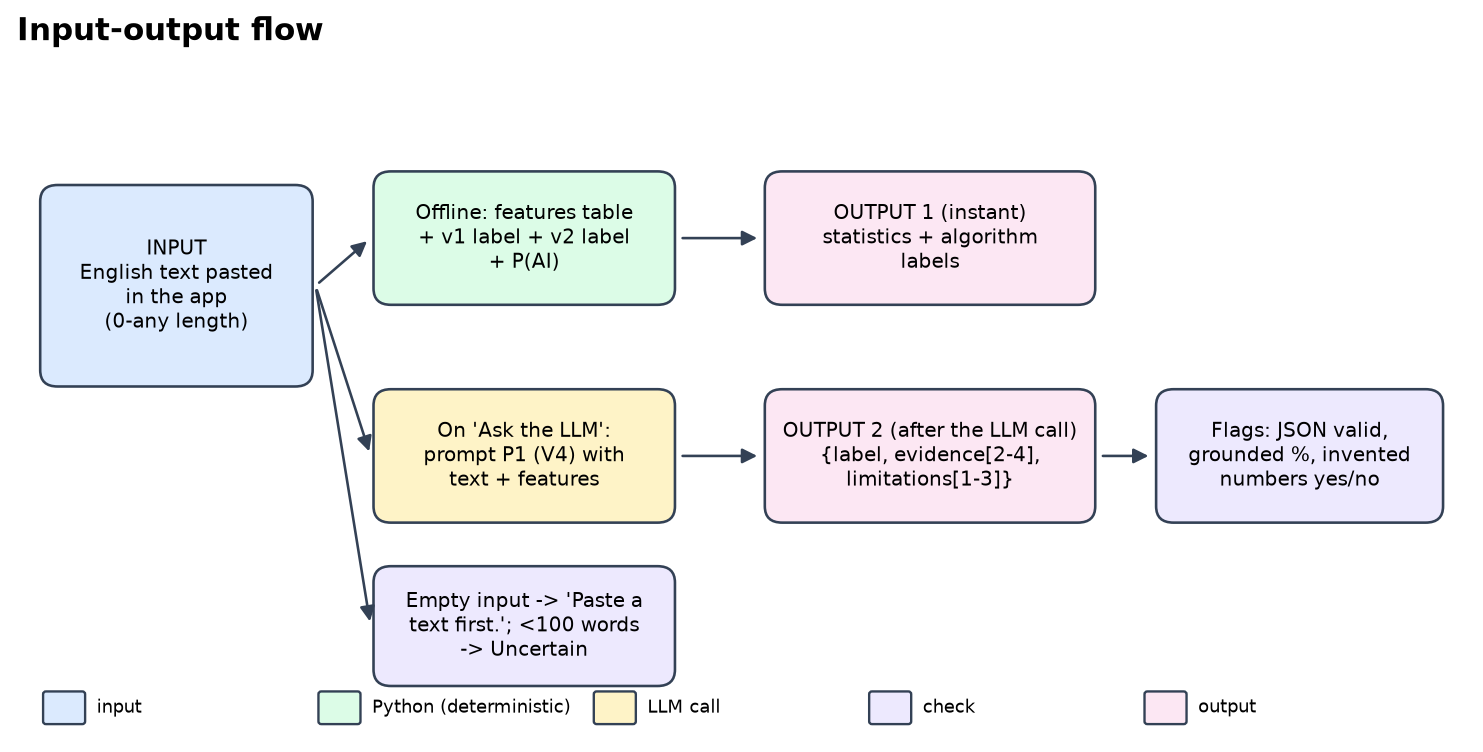 Input-output flow
INPUT
English text pasted
in the app
(0-any length)
Offline: features table
+ v1 label + v2 label
+ P(AI)
OUTPUT 1 (instant)
statistics + algorithm
labels
On 'Ask the LLM':
prompt P1 (V4) with
text + features
OUTPUT 2 (after the LLM call)
{label, evidence[2-4],
limitations[1-3]}
Flags: JSON valid,
grounded %, invented
numbers yes/no
Empty input -> 'Paste a
text first.'; <100 words
-> Uncertain
input
Python (deterministic)
LLM call
check
output